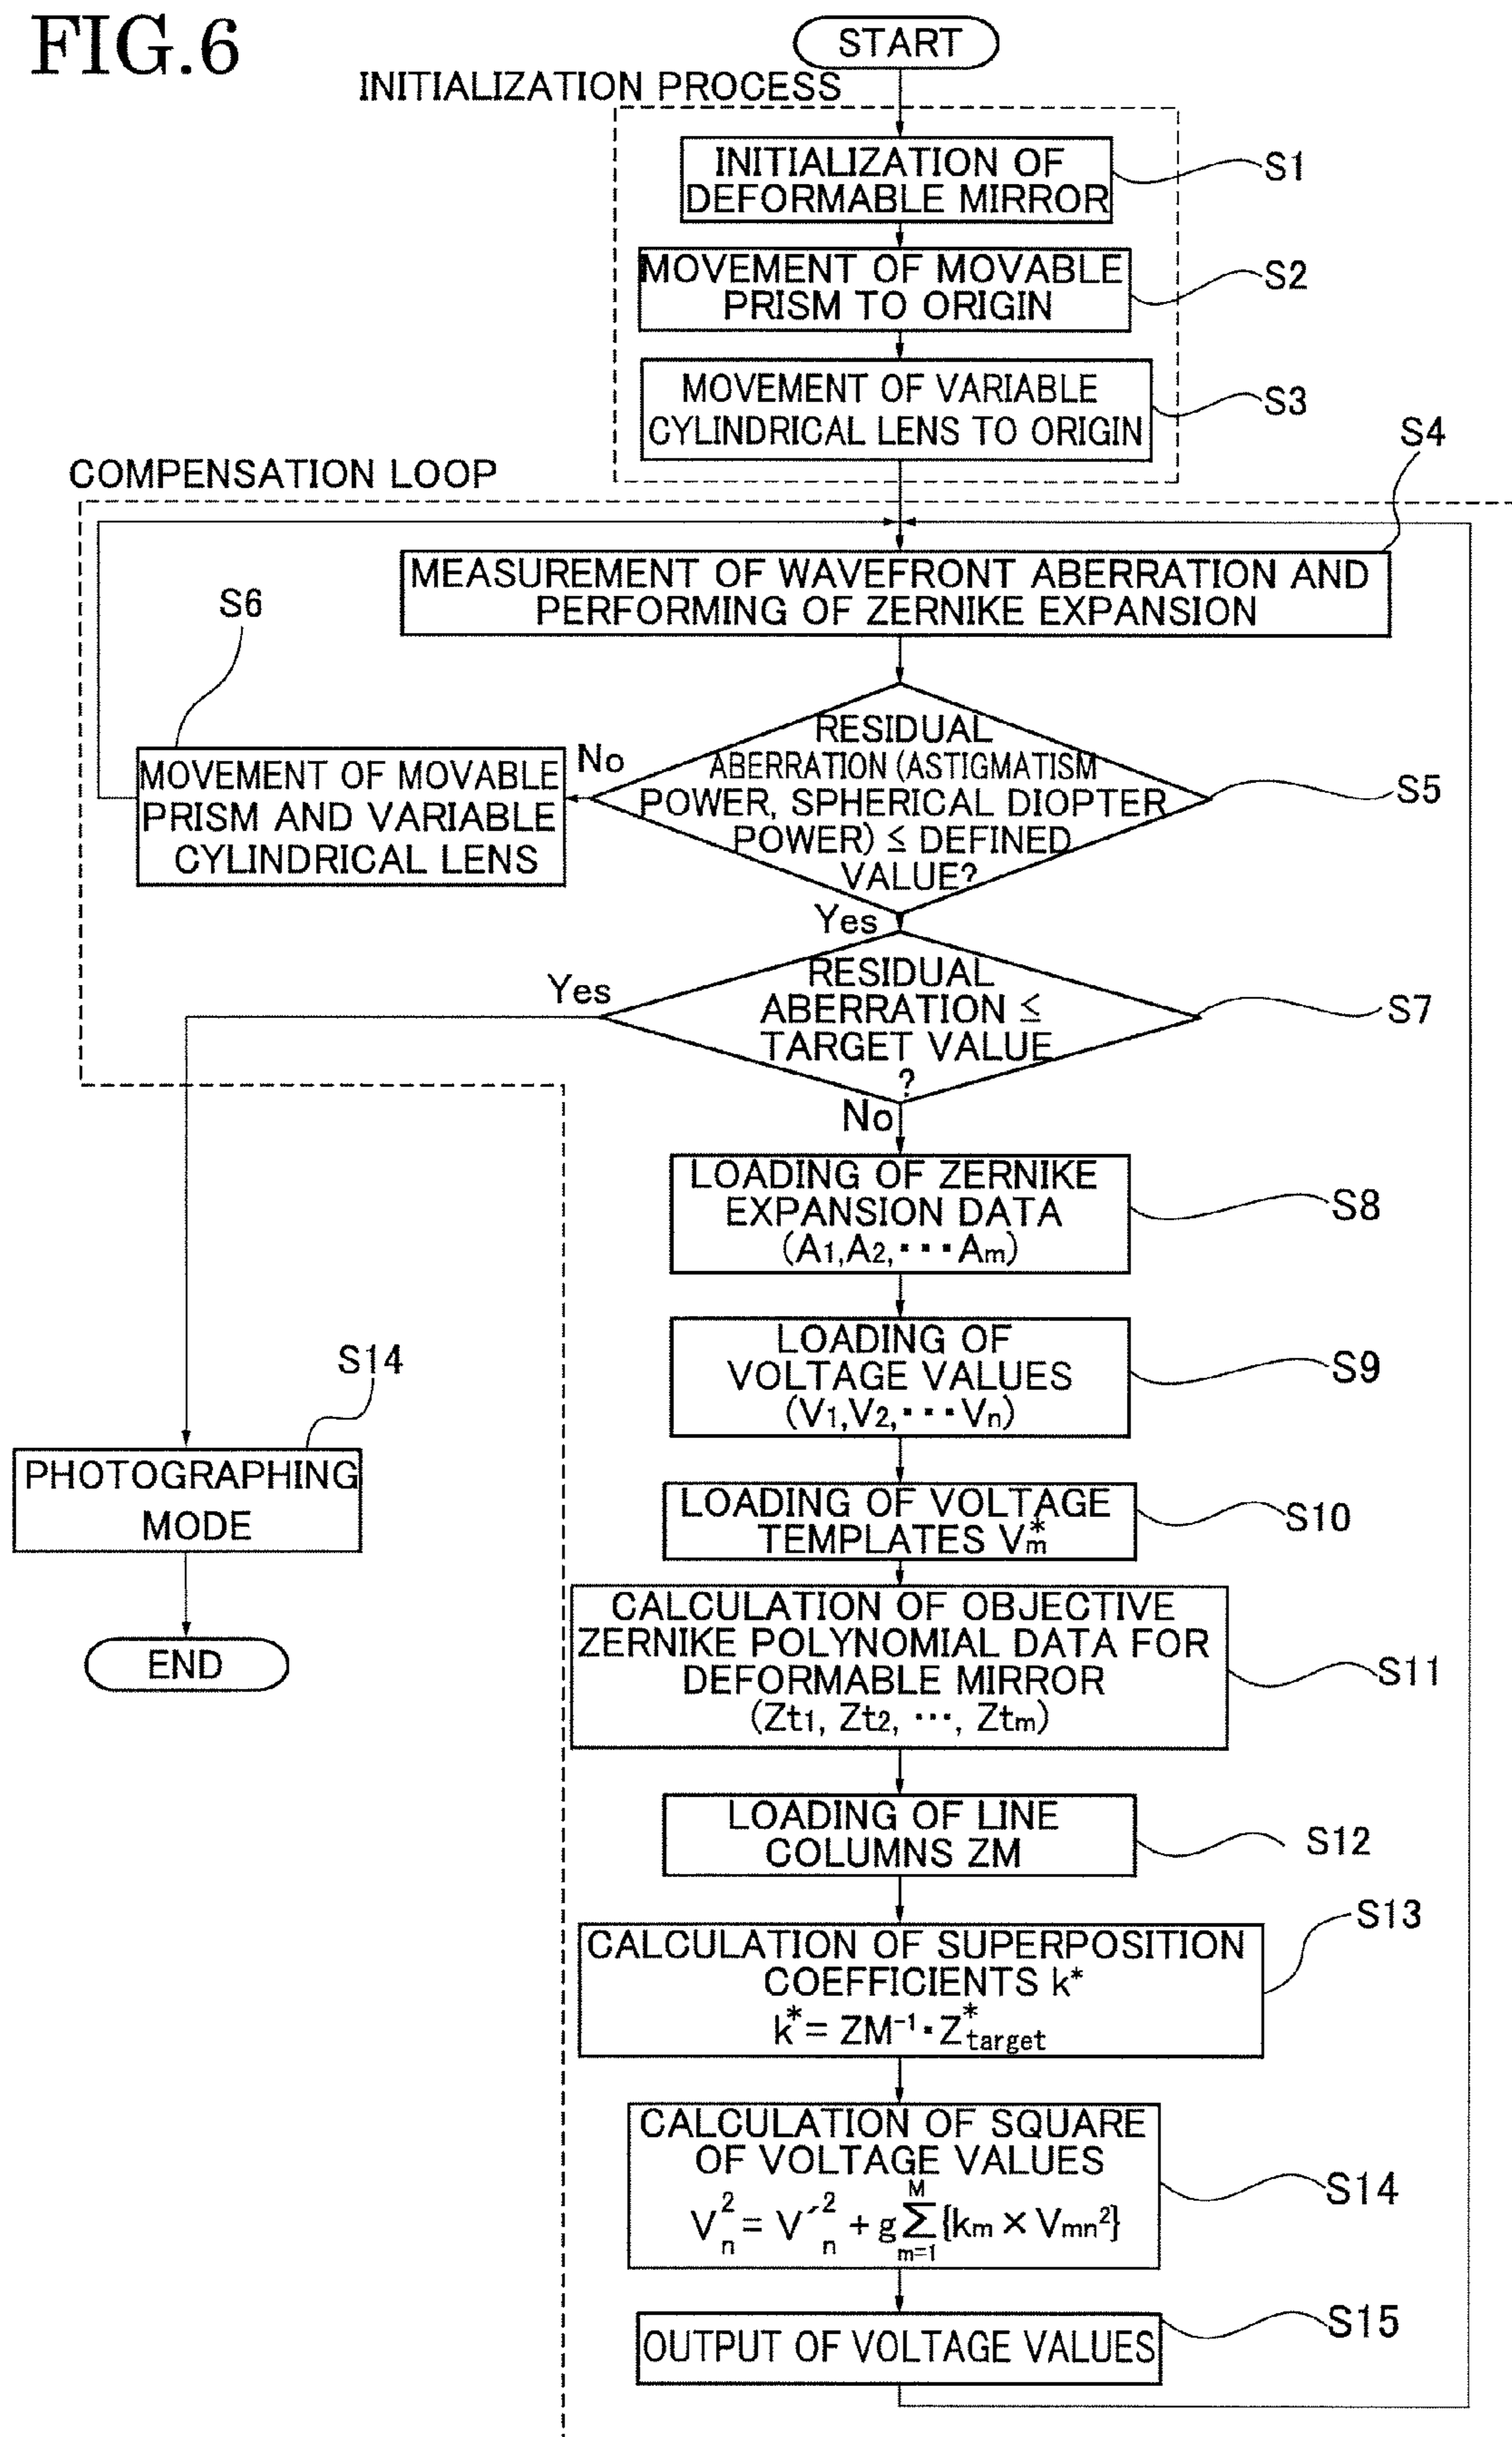 FIG.6
START
INITIALIZATION PROCESS
INITIALIZATION OF
DEFORMABLE MIRROR
S1
MOVEMENT OF MOVABLE
PRISM TO ORIGIN
S2
MOVEMENT OF VARIABLE
CYLINDRICAL LENS TO ORIGIN
S3
S4
COMPENSATION LOOP
MEASUREMENT OF WAVEFRONT ABERRATION AND
PERFORMING OF ZERNIKE EXPANSION
S6
MOVEMENT OF MOVABLE
PRISM AND VARIABLE
CYLINDRICAL LENS
No
RESIDUAL
ABERRATION (ASTIGMATISM
POWER, SPHERICAL DIOPTER
POWER) ≤ DEFINED
VALUE?
S5
Yes
Yes
RESIDUAL
ABERRATION ≤
TARGET VALUE
?
S7
No
LOADING OF ZERNIKE
EXPANSION DATA
(A1,A2,···Am)
S8
LOADING OF
VOLTAGE VALUES
(V1,V2,···Vn)
S9
S14
PHOTOGRAPHING
MODE
END
LOADING OF VOLTAGE
TEMPLATES V*m
S10
CALCULATION OF OBJECTIVE
ZERNIKE POLYNOMIAL DATA FOR
DEFORMABLE MIRROR
(Zt1, Zt2, ···, Ztm)
S11
LOADING OF LINE
COLUMNS ZM
S12
CALCULATION OF SUPERPOSITION
COEFFICIENTS k*
k*= ZM⁻¹·Z*target
S13
CALCULATION OF SQUARE
OF VOLTAGE VALUES
Vn² = V′n² + g∑m=1M{km × Vmn²}
S14
OUTPUT OF VOLTAGE VALUES
S15